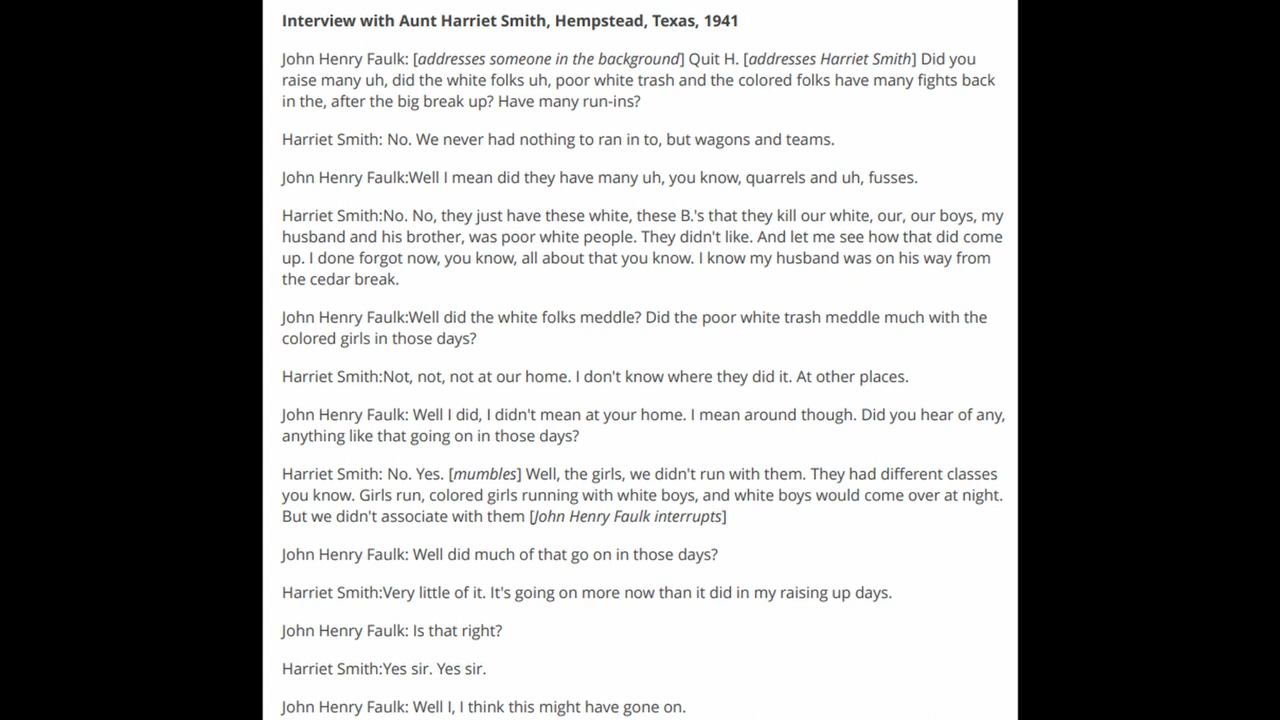 Interview with Aunt Harriet Smith, Hempstead, Texas, 1941
John Henry Faulk: [addresses someone in the background] Quit H. [addresses Harriet Smith] Did you
raise many uh, did the white folks uh, poor white trash and the colored folks have many fights back
in the, after the big break up? Have many run-ins?
Harriet Smith: No. We never had nothing to ran in to, but wagons and teams.
John Henry Faulk:Well I mean did they have many uh, you know, quarrels and uh, fusses.
Harriet Smith:No. No, they just have these white, these B.'s that they kill our white, our, our boys, my
husband and his brother, was poor white people. They didn't like. And let me see how that did come
up. I done forgot now, you know, all about that you know. I know my husband was on his way from
the cedar break.
John Henry Faulk:Well did the white folks meddle? Did the poor white trash meddle much with the
colored girls in those days?
Harriet Smith:Not, not, not at our home. I don't know where they did it. At other places.
John Henry Faulk: Well I did, I didn't mean at your home. I mean around though. Did you hear of any,
anything like that going on in those days?
Harriet Smith: No. Yes. [mumbles] Well, the girls, we didn't run with them. They had different classes
you know. Girls run, colored girls running with white boys, and white boys would come over at night.
But we didn't associate with them [John Henry Faulk interrupts]
John Henry Faulk: Well did much of that go on in those days?
Harriet Smith:Very little of it. It's going on more now than it did in my raising up days.
John Henry Faulk: Is that right?
Harriet Smith:Yes sir. Yes sir.
John Henry Faulk: Well I, I think this might have gone on.